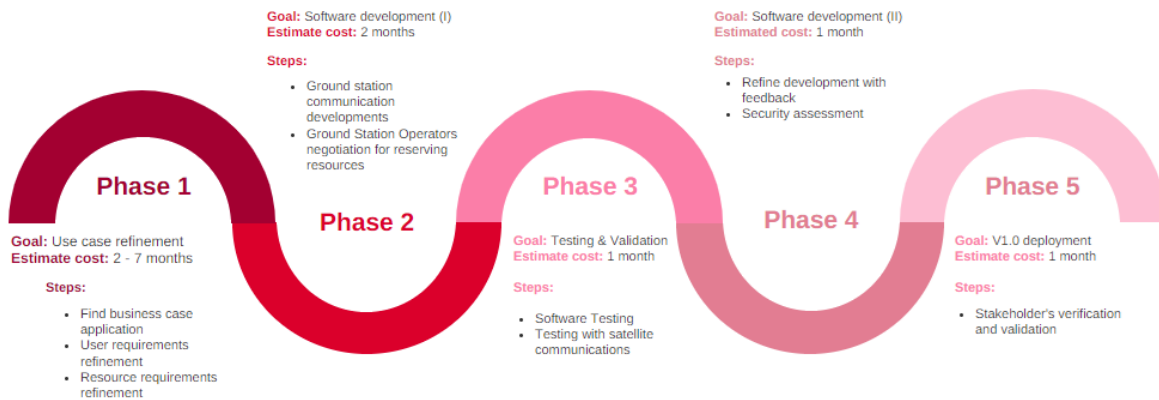 Phase 1
Goal: Use case refinement
Estimate cost: 2 - 7 months
Steps:
• Find business case
application
• User requirements
refinement
• Resource requirements
refinement
Goal: Software development (I)
Estimate cost: 2 months
Steps:
• Ground station
communication
developments
• Ground Station Operators
negotiation for reserving
resources
Phase 2
Phase 3
Goal: Testing & Validation
Estimate cost: 1 month
Steps:
• Software Testing
• Testing with satellite
communications
Goal: Software development (II)
Estimated cost: 1 month
Steps:
• Refine development with
feedback
• Security assessment
Phase 4
Phase 5
Goal: V1.0 deployment
Estimate cost: 1 month
Steps:
• Stakeholder's verification
and validation